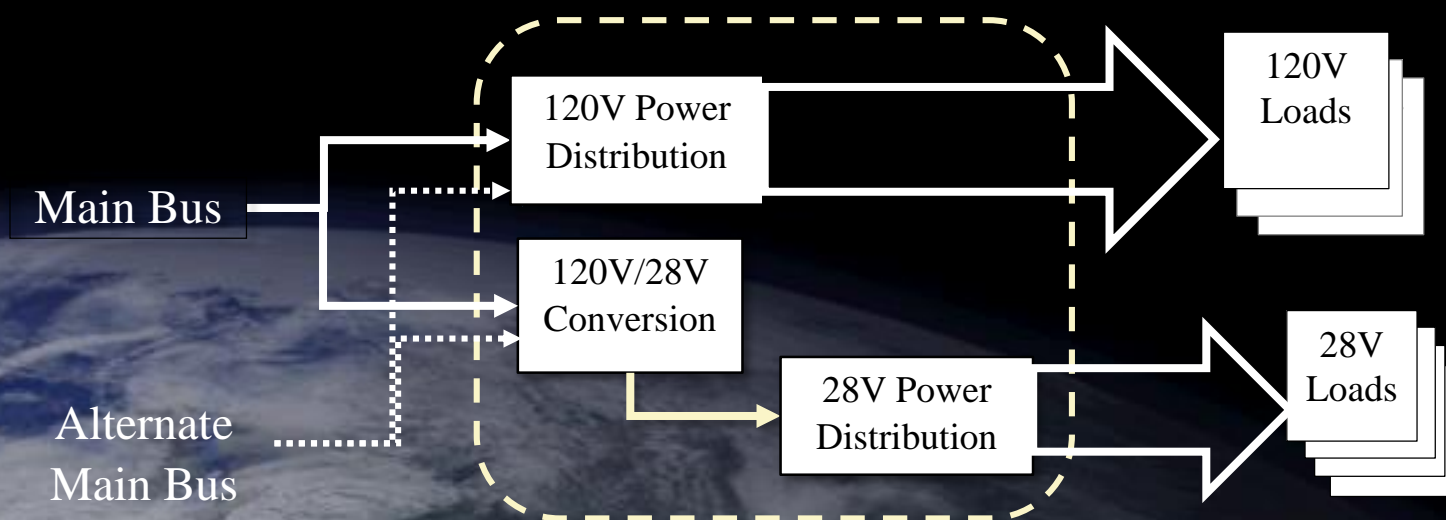 120V Power
Distribution
120V
Loads
Main Bus
120V/28V
Conversion
28V Power
Distribution
28V
Loads
Alternate
Main Bus